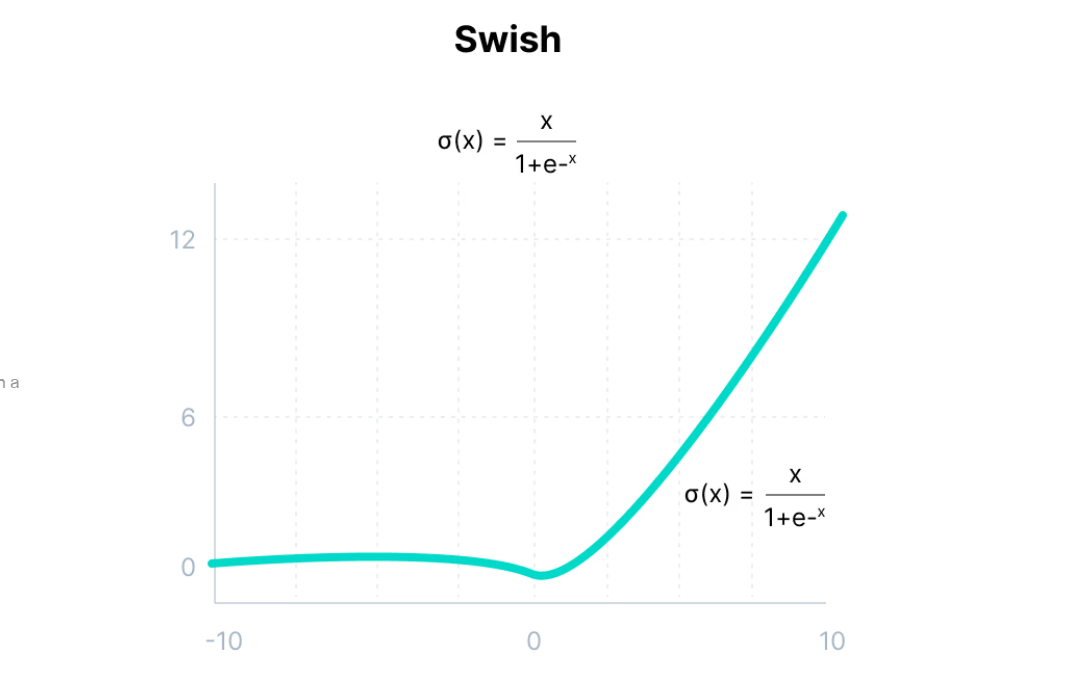 Swish
σ(x) = x / 1+e-ˣ
12
h a
6
σ(x) = x / 1+e-ˣ
0
-10 0 10